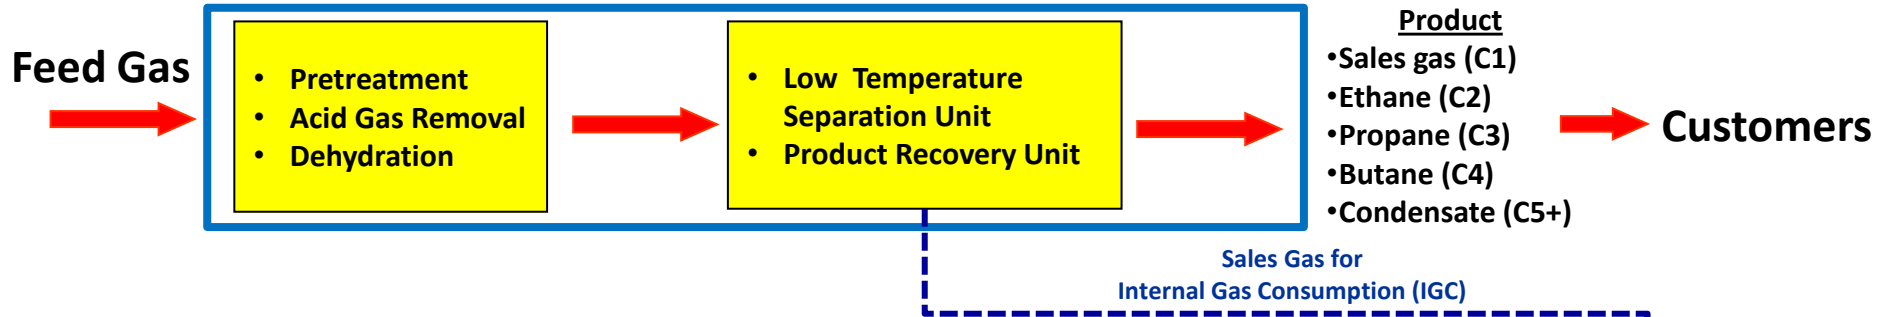 Feed Gas
• Pretreatment
• Acid Gas Removal
• Dehydration
• Low Temperature
Separation Unit
• Product Recovery Unit
Product
•Sales gas (C1)
•Ethane (C2)
•Propane (C3)
•Butane (C4)
•Condensate (C5+)
Customers
Sales Gas for
Internal Gas Consumption (IGC)